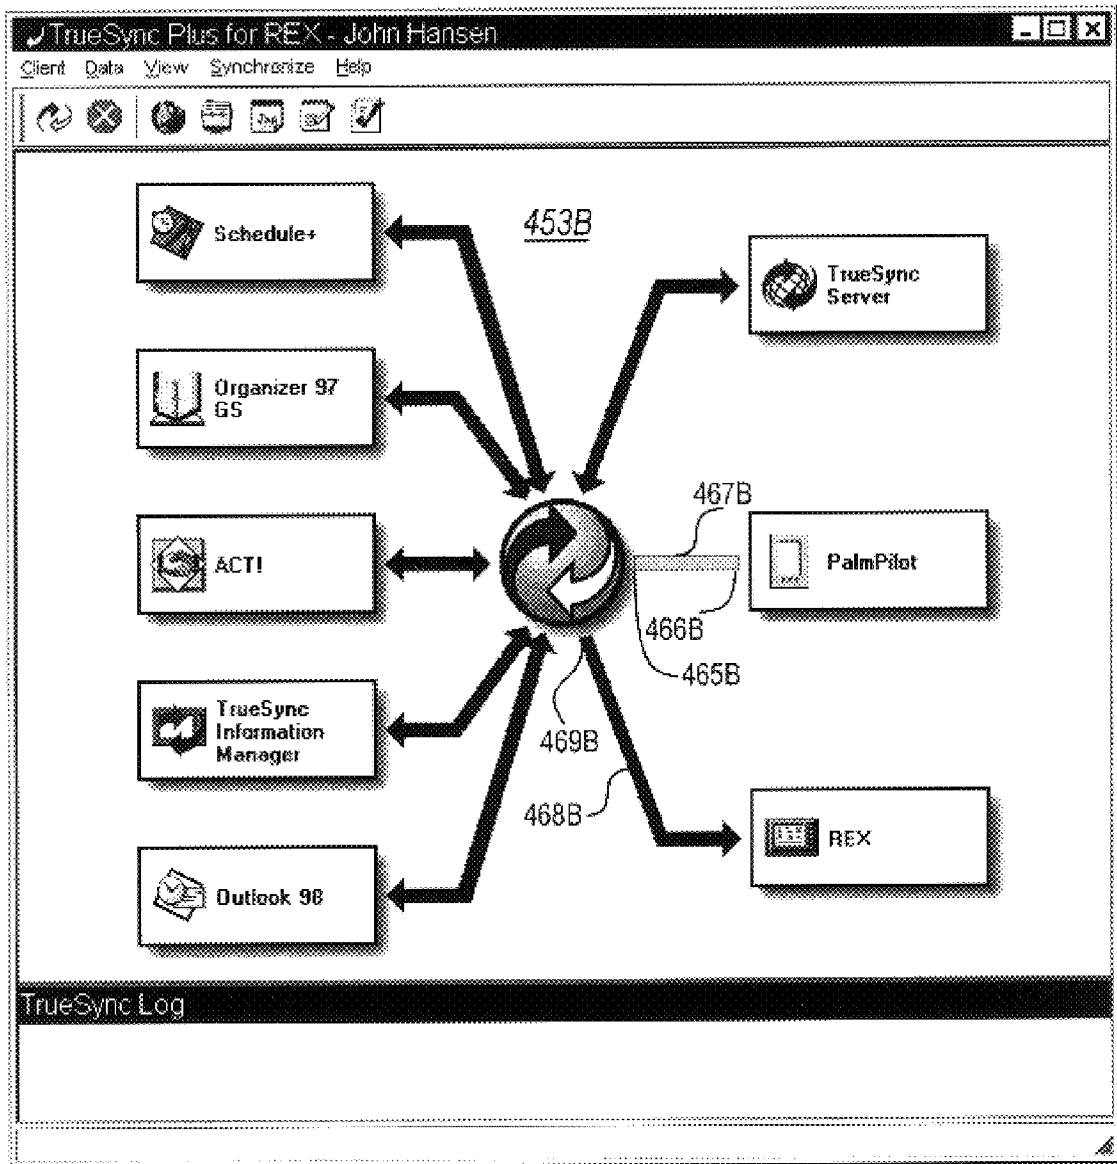 TrueSync Plus for REX - John Hansen
Client Data View Synchronize Help
453B
Schedule+
TrueSync
Server
Organizer 97
GS
467B
ACT!
PalmPilot
466B
465B
TrueSync
Information
Manager
469B
468B
REX
Outlook 98
TrueSync Log